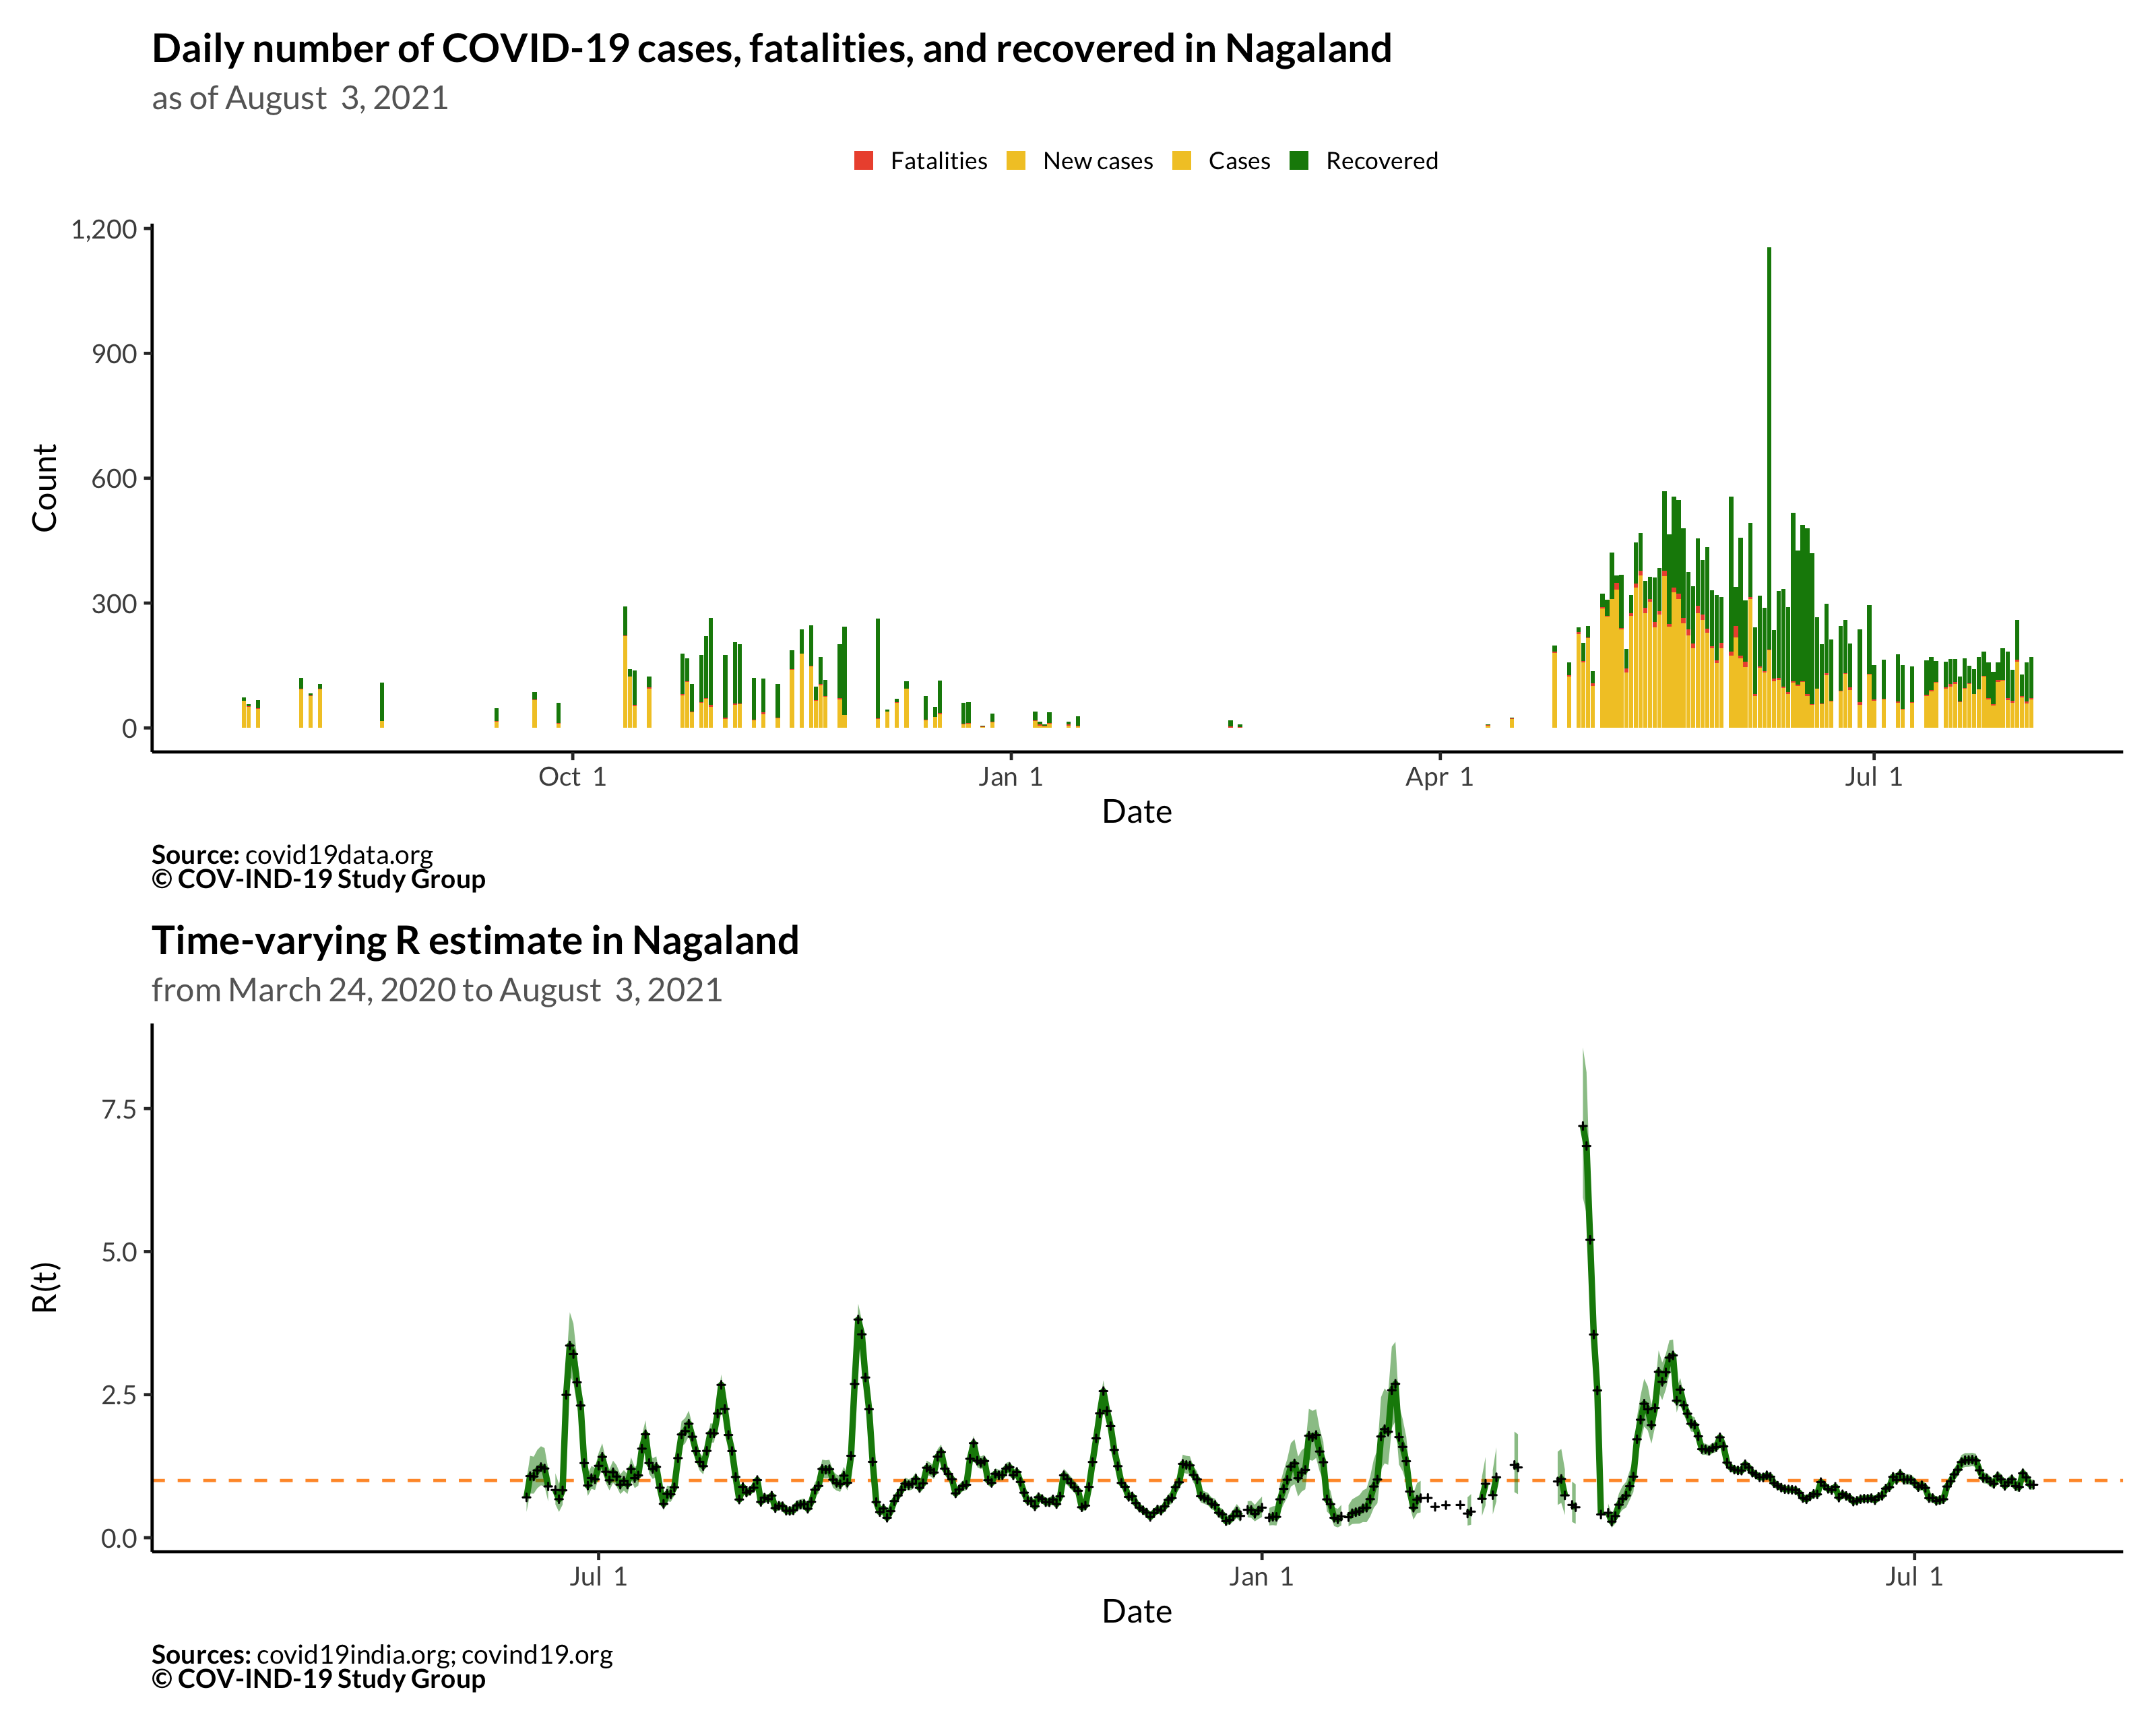 Daily number of COVID-19 cases, fatalities, and recovered in Nagaland
as of August 3, 2021
Fatalities New cases Cases Recovered
1,200
900
600
300
0
Count
Oct 1 Jan 1 Apr 1 Jul 1
Date
Source: covid19data.org
© COV-IND-19 Study Group
Time-varying R estimate in Nagaland
from March 24, 2020 to August 3, 2021
7.5
5.0
2.5
0.0
R(t)
Jul 1 Jan 1 Jul 1
Date
Sources: covid19india.org; covind19.org
© COV-IND-19 Study Group